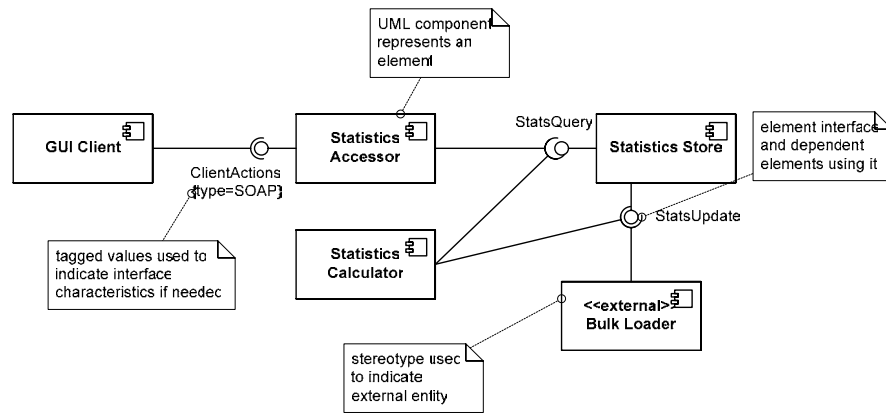 UML component
represents an
element
GUI Client
Statistics
Accessor
StatsQuery
Statistics Store
element interface
and dependent
elements using it
ClientActions
{type=SOAP}
StatsUpdate
tagged values used to
indicate interface
characteristics if needed
Statistics
Calculator
<<external>>
Bulk Loader
stereotype used
to indicate
external entity